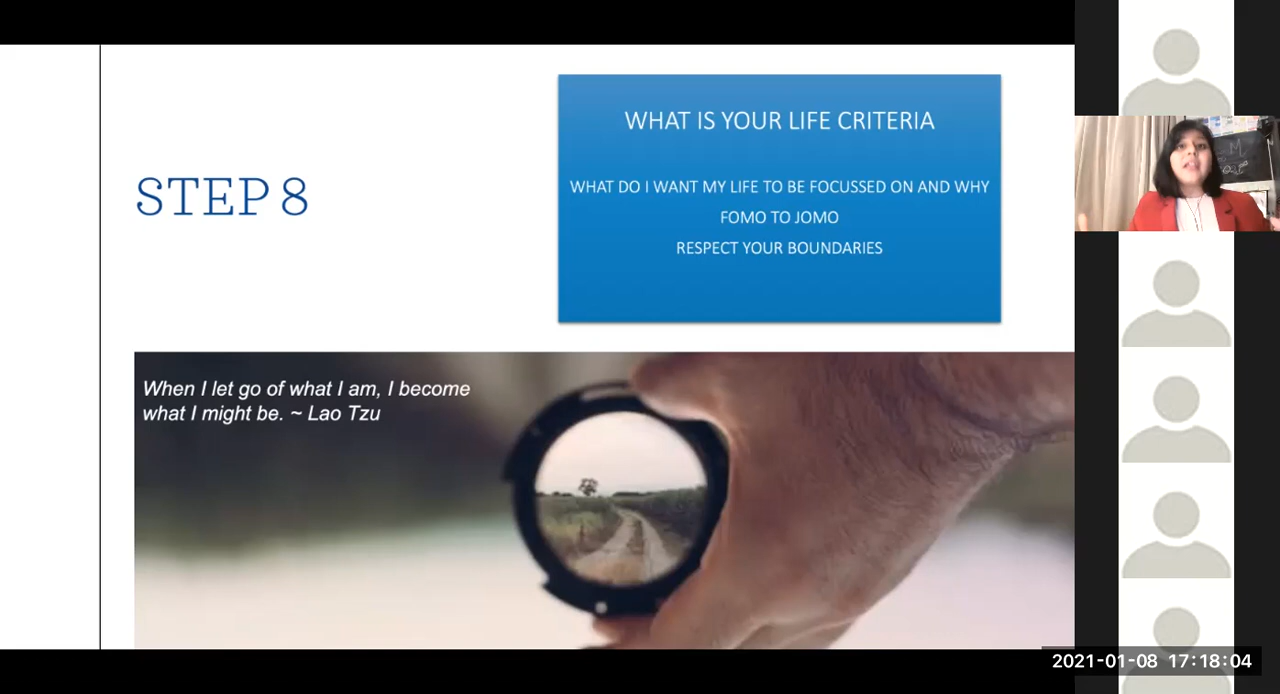 STEP 8
WHAT IS YOUR LIFE CRITERIA
WHAT DO I WANT MY LIFE TO BE FOCUSSED ON AND WHY
FOMO TO JOMO
RESPECT YOUR BOUNDARIES
When I let go of what I am, I become
what I might be. ~ Lao Tzu
2021-01-08 17:18:04